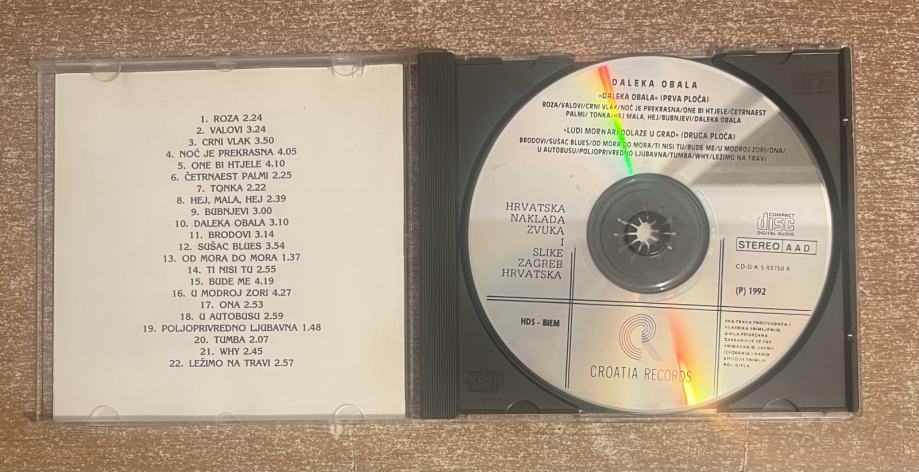 1. ROZA 2.24
2. VALOVI 3.24
3. CRNI VLAK 3.50
4. NOĆ JE PREKRASNA 4.05
5. ONE BI HTJELE 4.10
6. ČETRNAEST PALMI 2.25
7. TONKA 2.22
8. HEJ, MALA, HEJ 2.39
9. BUBNJEVI 3.00
10. DALEKA OBALA 3.10
11. BRODOVI 3.14
12. SUŠAC BLUES 3.54
13. OD MORA DO MORA 1.37
14. TI NISI TU 2.55
15. BUDE ME 4.19
16. U MODROJ ZORI 4.27
17. ONA 2.53
18. U AUTOBUSU 2.59
19. POLJOPRIVREDNO LJUBAVNA 1.48
20. TUMBA 2.07
21. WHY 2.45
22. LEŽIMO NA TRAVI 2.57
DALEKA OBALA
»DALEKA OBALA« (PRVA PLOČA)
ROZA/VALOVI/CRNI VLAK/NOĆ JE PREKRASNA/ONE BI HTJELE/ČETRNAEST
PALMI/ TONKA/HEJ MALA, HEJ/BUBNJEVI/DALEKA OBALA
»LUDI MORNARI DOLAZE U GRAD« (DRUGA PLOČA)
BRODOVI/SUŠAC BLUES/OD MORA DO MORA/TI NISI TU/BUDE ME/U MODROJ ZORI/ONA/
U AUTOBUSU/POLJOPRIVREDNO LJUBAVNA/TUMBA/WHY/LEŽIMO NA TRAVI
HRVATSKA
NAKLADA
ZVUKA
I
SLIKE
ZAGREB
HRVATSKA
COMPACT
disc
DIGITAL AUDIO
STEREO AAD
CD-D-K 5 03760 6
(P) 1992
HDS - BIEM
CROATIA RECORDS